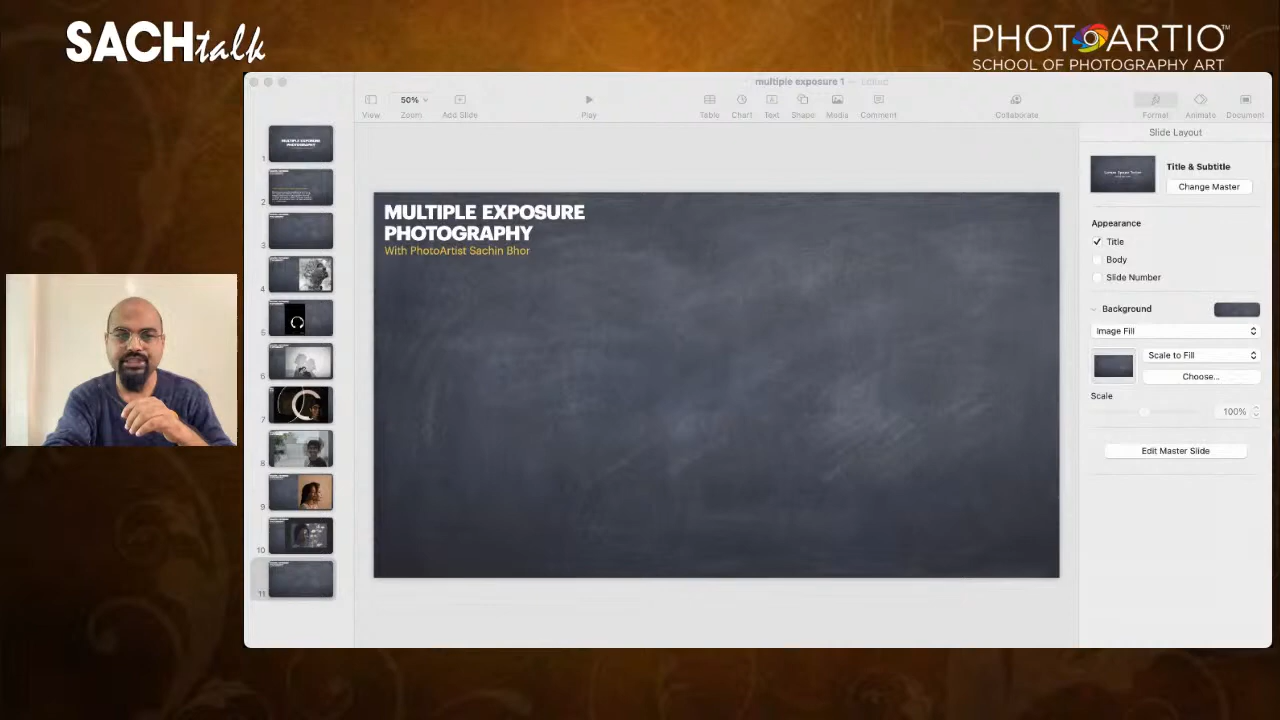 SACHtalk
PHOTOARTIO™
SCHOOL OF PHOTOGRAPHY ART
multiple exposure 1 — Edited
50%
View
Zoom
Add Slide
Play
Table
Chart
Text
Shape
Media
Comment
Collaborate
Format
Animate
Document
1
MULTIPLE EXPOSURE
PHOTOGRAPHY
2
3
4
5
6
7
8
9
10
11
MULTIPLE EXPOSURE
PHOTOGRAPHY
With PhotoArtist Sachin Bhor
Slide Layout
Title & Subtitle
Change Master
Appearance
Title
Body
Slide Number
Background
Image Fill
Scale to Fill
Choose...
Scale
100%
Edit Master Slide